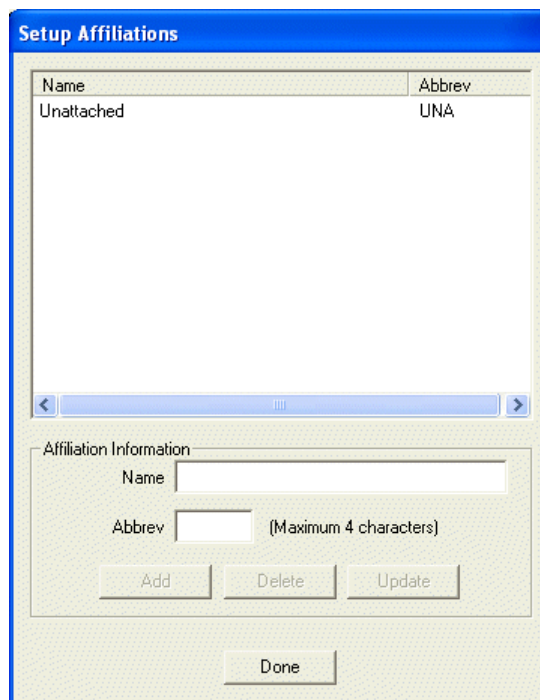 Setup Affiliations
Name Abbrev
Unattached UNA
Affiliation Information
Name
Abbrev (Maximum 4 characters)
Add Delete Update
Done